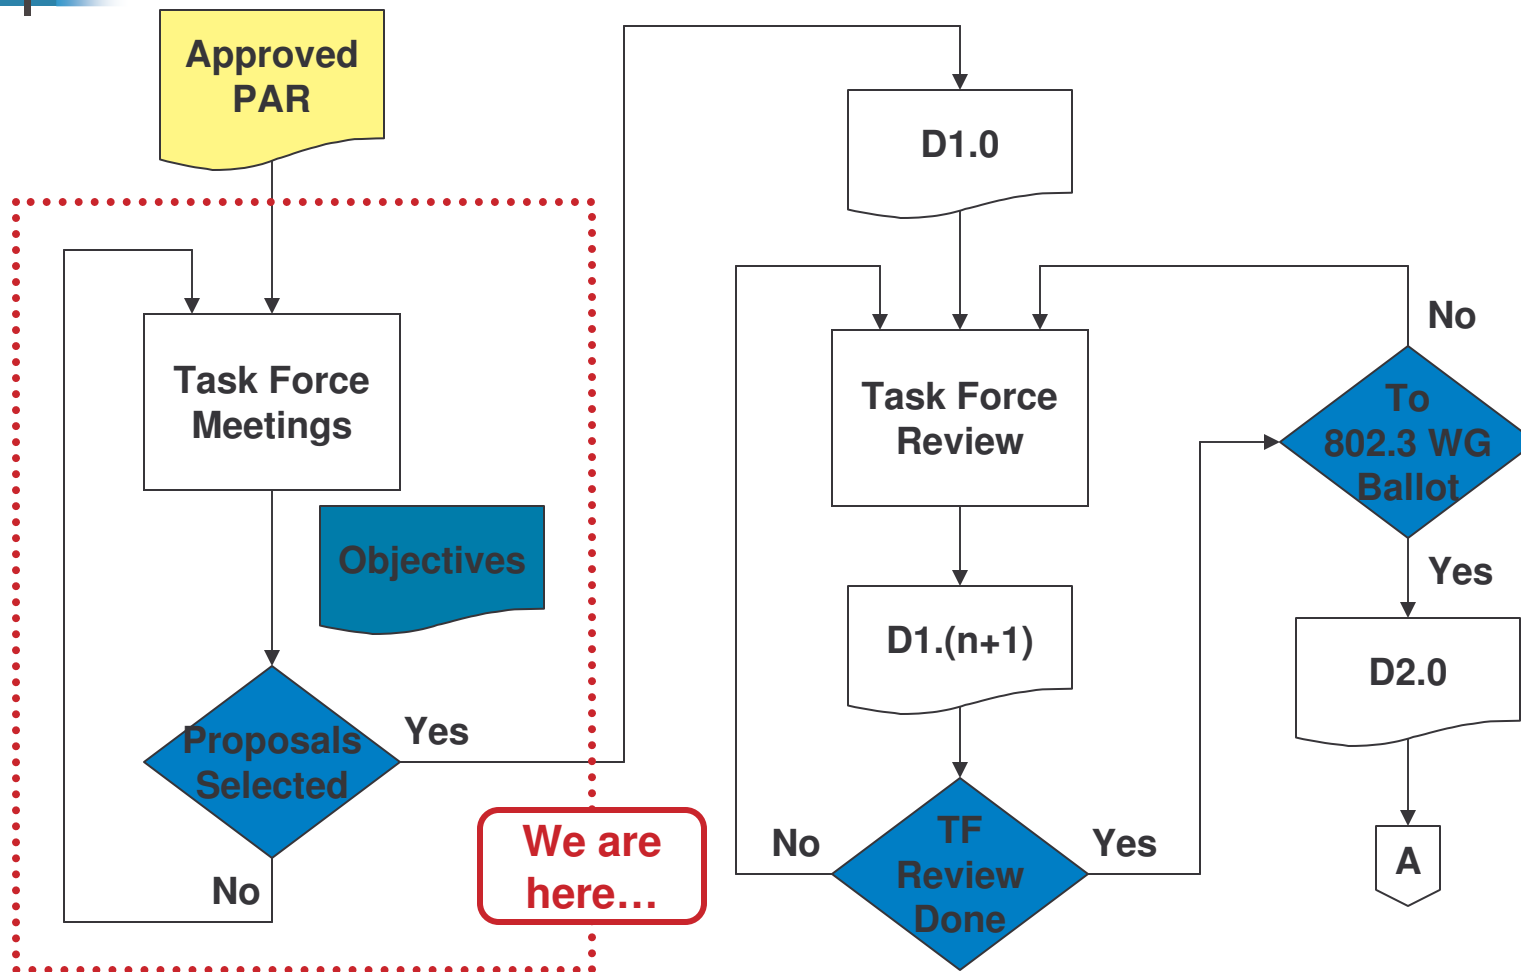 Approved
PAR
Task Force
Meetings
Objectives
Proposals
Selected
Yes
No
We are
here…
D1.0
Task Force
Review
D1.(n+1)
TF
Review
Done
No
Yes
To
802.3 WG
Ballot
No
Yes
D2.0
A